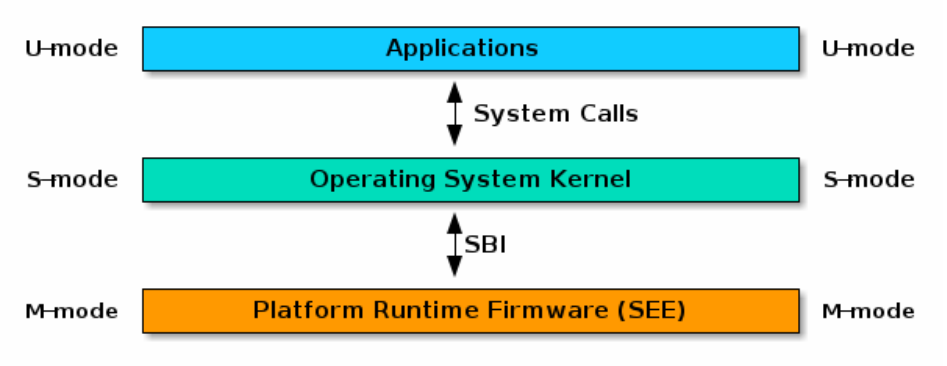 U-mode Applications U-mode
System Calls
S-mode Operating System Kernel S-mode
SBI
M-mode Platform Runtime Firmware (SEE) M-mode